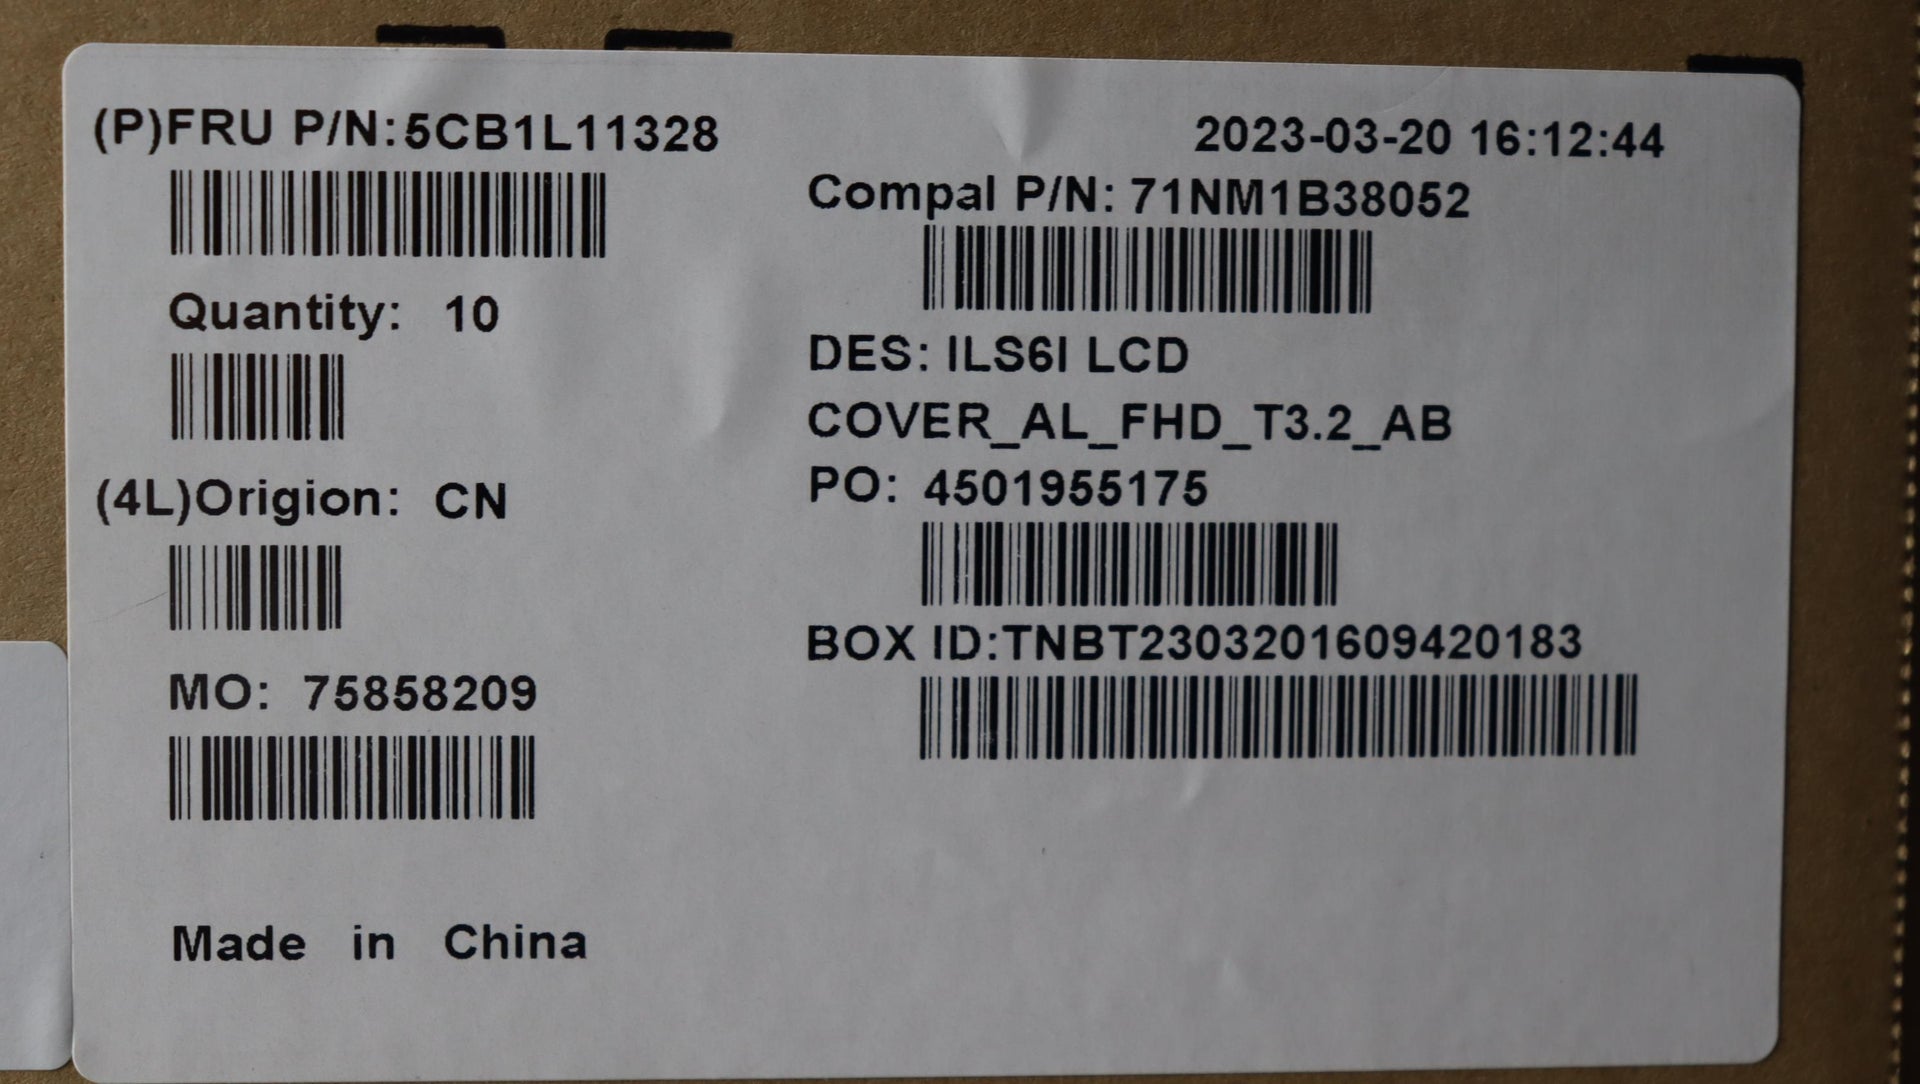 (P)FRU P/N:5CB1L11328
2023-03-20 16:12:44
Compal P/N: 71NM1B38052
Quantity: 10
DES: ILS6I LCD
COVER_AL_FHD_T3.2_AB
(4L)Origion: CN
PO: 4501955175
BOX ID:TNBT2303201609420183
MO: 75858209
Made in China